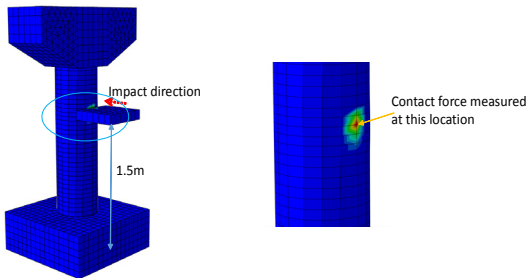 Impact direction
1.5m
Contact force measured
at this location